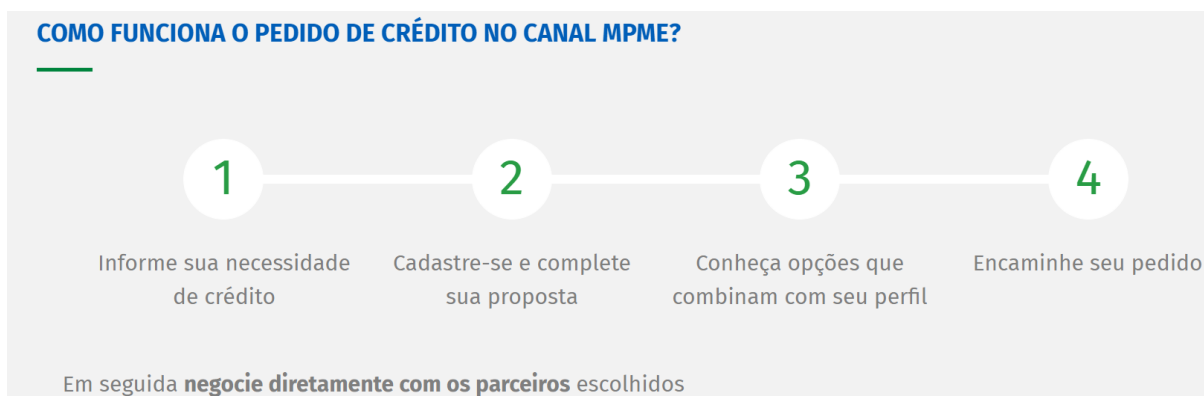 COMO FUNCIONA O PEDIDO DE CRÉDITO NO CANAL MPME?
1
2
3
4
Informe sua necessidade
de crédito
Cadastre-se e complete
sua proposta
Conheça opções que
combinam com seu perfil
Encaminhe seu pedido
Em seguida negocie diretamente com os parceiros escolhidos